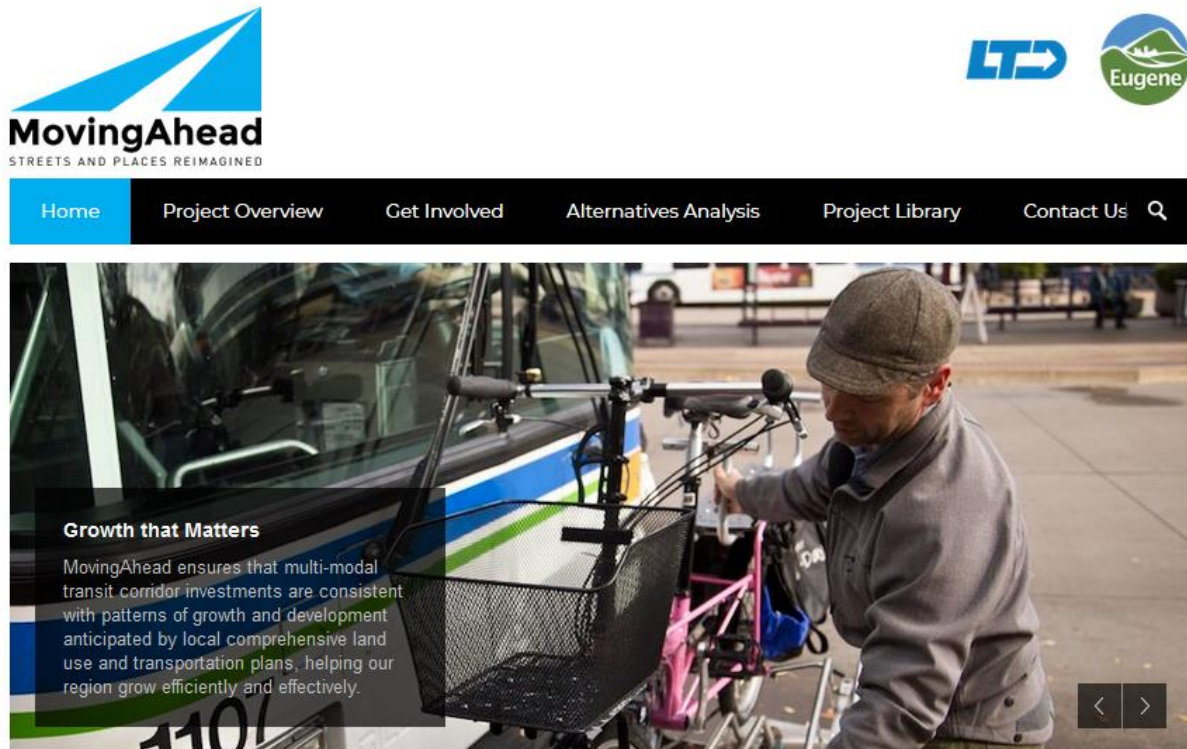 MovingAhead
STREETS AND PLACES REIMAGINED
LTD
Eugene
Home
Project Overview
Get Involved
Alternatives Analysis
Project Library
Contact Us
Growth that Matters
MovingAhead ensures that multi-modal
transit corridor investments are consistent
with patterns of growth and development
anticipated by local comprehensive land
use and transportation plans, helping our
region grow efficiently and effectively.
1107